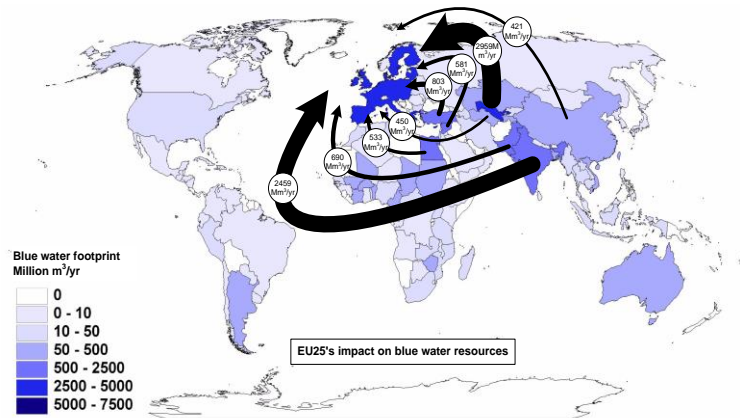 421
Mm³/yr
2959M
m³/yr
581
Mm³/yr
803
Mm³/yr
450
Mm³/yr
533
Mm³/yr
690
Mm³/yr
2459
Mm³/yr
Blue water footprint
Million m³/yr
0
0 - 10
10 - 50
50 - 500
500 - 2500
2500 - 5000
5000 - 7500
EU25's impact on blue water resources